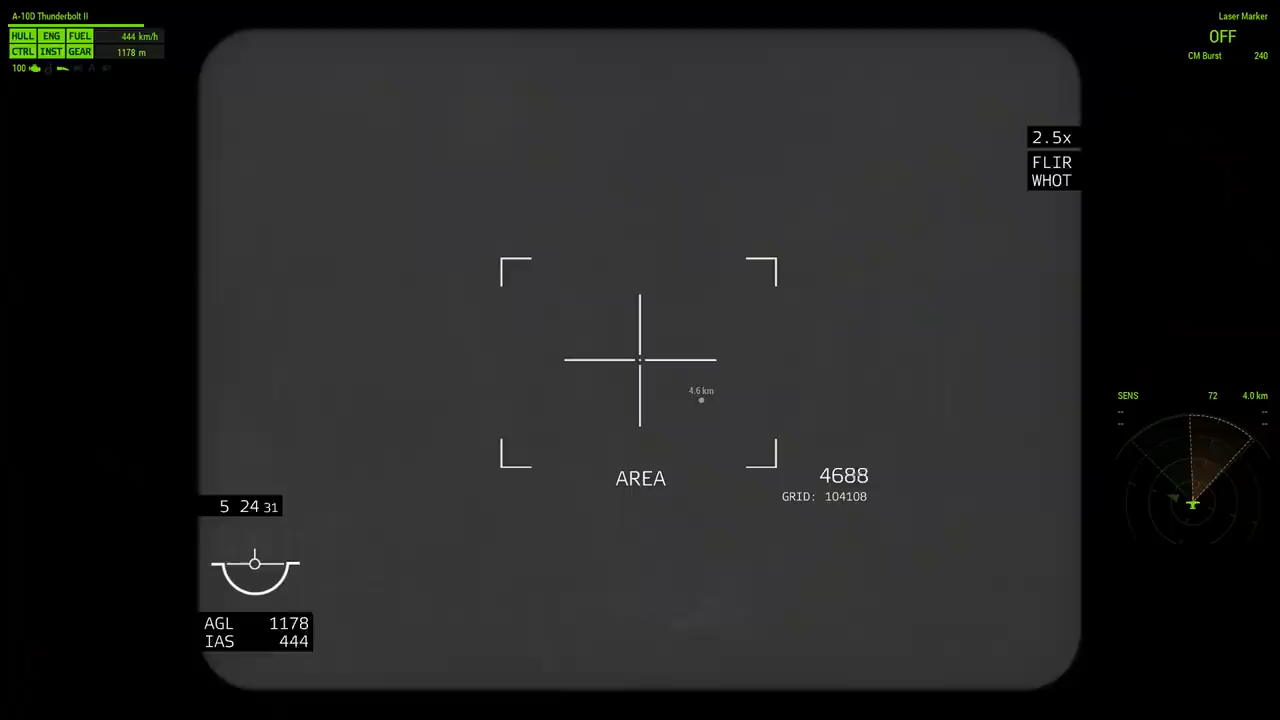 A-10D Thunderbolt II
HULL ENG FUEL 444 km/h
CTRL INST GEAR 1178 m
100
Laser Marker
OFF
CM Burst 240
2.5x
FLIR
WHOT
4.6 km
AREA
4688
GRID: 104108
SENS 72 4.0 km
-- --
-- --
5 24 31
AGL 1178
IAS 444